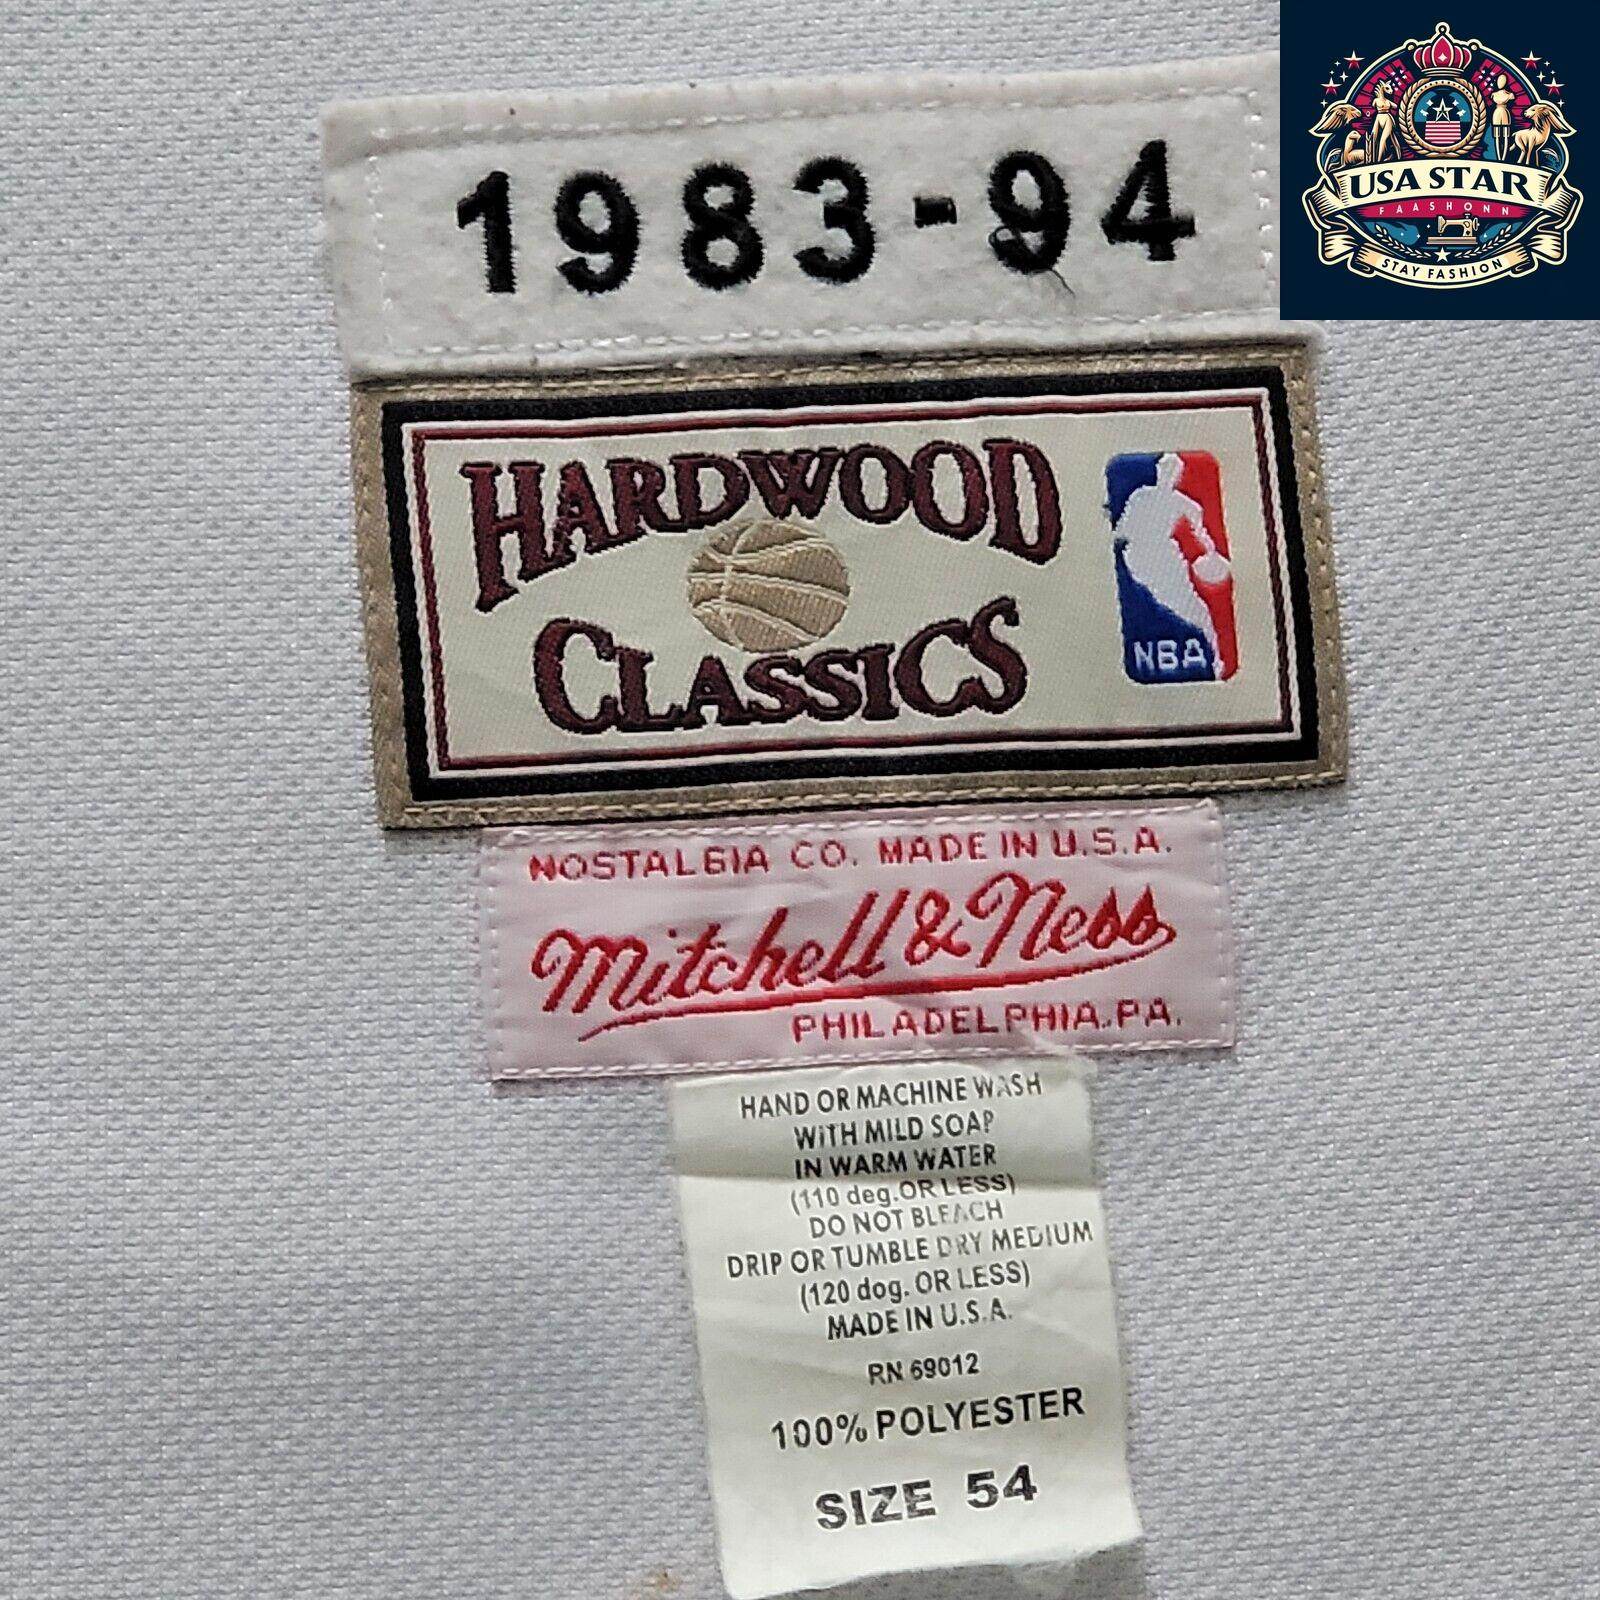 1983-94
USA STAR
FAASHONN
STAY FASHION
HARDWOOD
CLASSICS
NBA
NOSTALGIA CO. MADE IN U.S.A.
Mitchell & Ness
PHILADELPHIA. PA.
HAND OR MACHINE WASH
WITH MILD SOAP
IN WARM WATER
(110 deg. OR LESS)
DO NOT BLEACH
DRIP OR TUMBLE DRY MEDIUM
(120 dog. OR LESS)
MADE IN U.S.A.
RN 69012
100% POLYESTER
SIZE 54